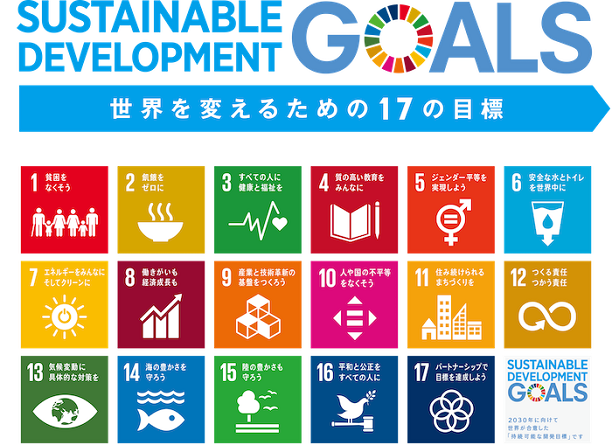 SUSTAINABLE
DEVELOPMENT
GOALS
世界を変えるための17の目標
1 貧困を
なくそう
2 飢餓を
ゼロに
3 すべての人に
健康と福祉を
4 質の高い教育を
みんなに
5 ジェンダー平等を
実現しよう
6 安全な水とトイレ
を世界中に
7 エネルギーをみんなに
そしてクリーンに
8 働きがいも
経済成長も
9 産業と技術革新の
基盤をつくろう
10 人や国の不平等
をなくそう
11 住み続けられる
まちづくりを
12 つくる責任
つかう責任
13 気候変動に
具体的な対策を
14 海の豊かさを
守ろう
15 陸の豊かさも
守ろう
16 平和と公正を
すべての人に
17 パートナーシップで
目標を達成しよう
SUSTAINABLE
DEVELOPMENT
GOALS
2030年に向けて
世界が合意した
「持続可能な開発目標」です